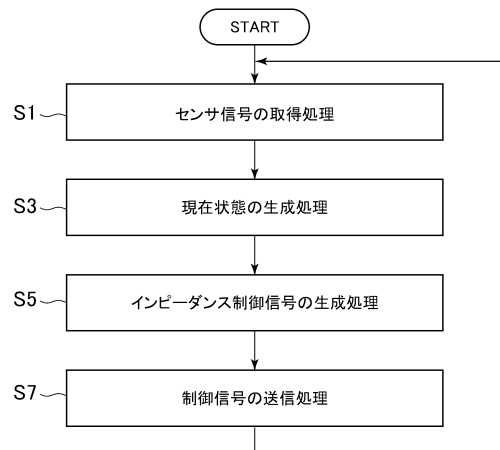 START
S1
センサ信号の取得処理
S3
現在状態の生成処理
S5
インピーダンス制御信号の生成処理
S7
制御信号の送信処理